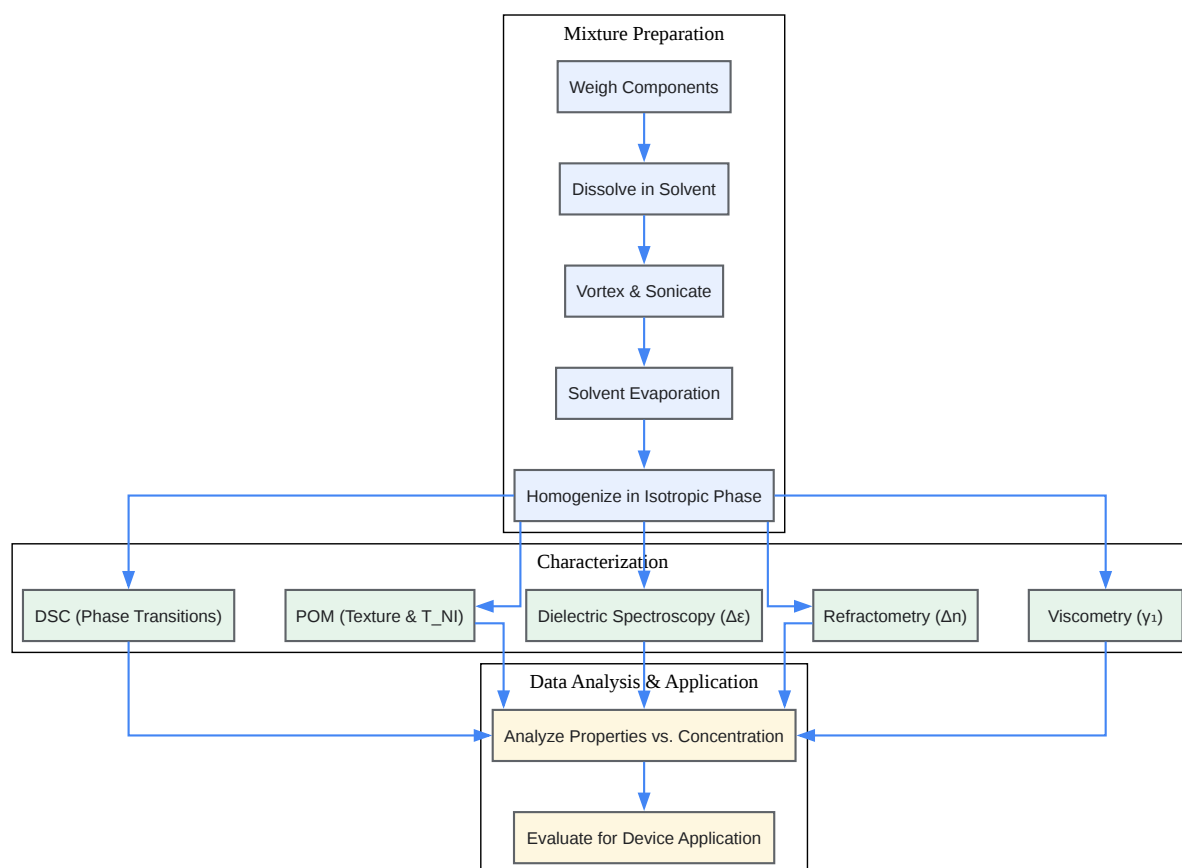 Mixture Preparation
Weigh Components
Dissolve in Solvent
Vortex & Sonicate
Solvent Evaporation
Homogenize in Isotropic Phase
Characterization
DSC (Phase Transitions)
POM (Texture & T_NI)
Dielectric Spectroscopy (Δε)
Refractometry (Δn)
Viscometry (γ₁)
Data Analysis & Application
Analyze Properties vs. Concentration
Evaluate for Device Application